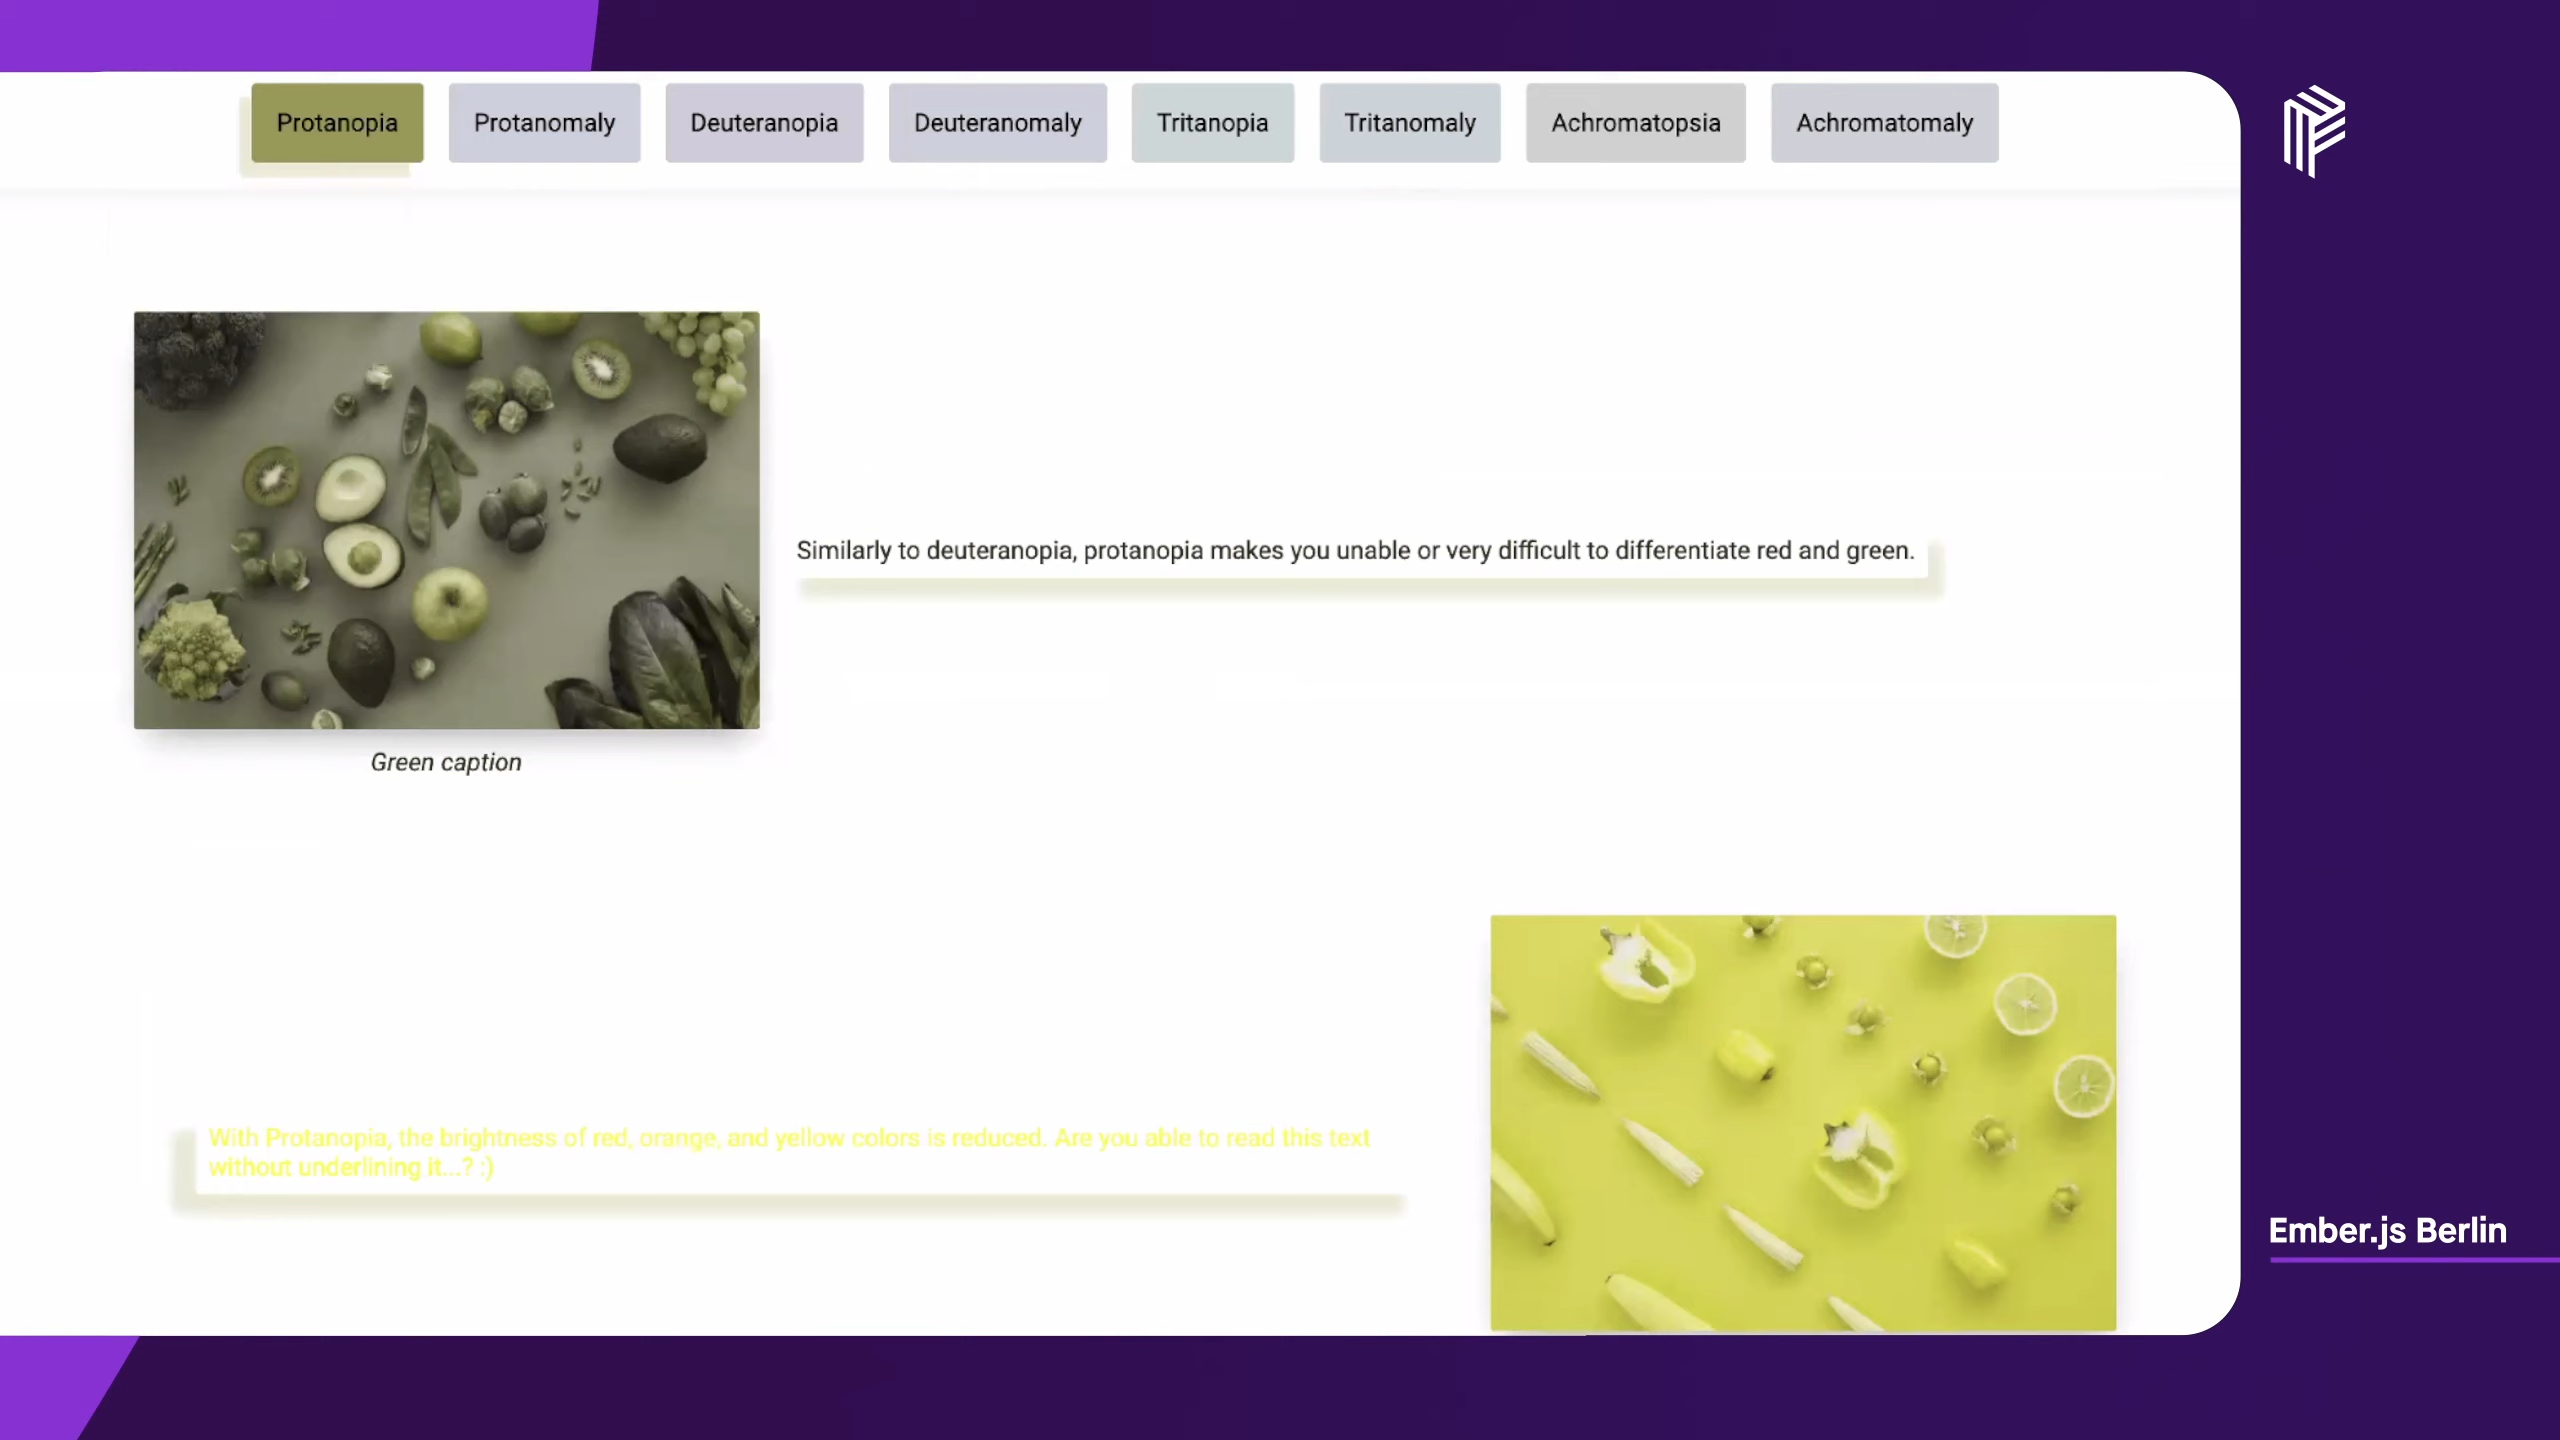 Protanopia
Protanomaly
Deuteranopia
Deuteranomaly
Tritanopia
Tritanomaly
Achromatopsia
Achromatomaly
Similarly to deuteranopia, protanopia makes you unable or very difficult to differentiate red and green.
Green caption
With Protanopia, the brightness of red, orange, and yellow colors is reduced. Are you able to read this text
without underlining it...? :)
Ember.js Berlin